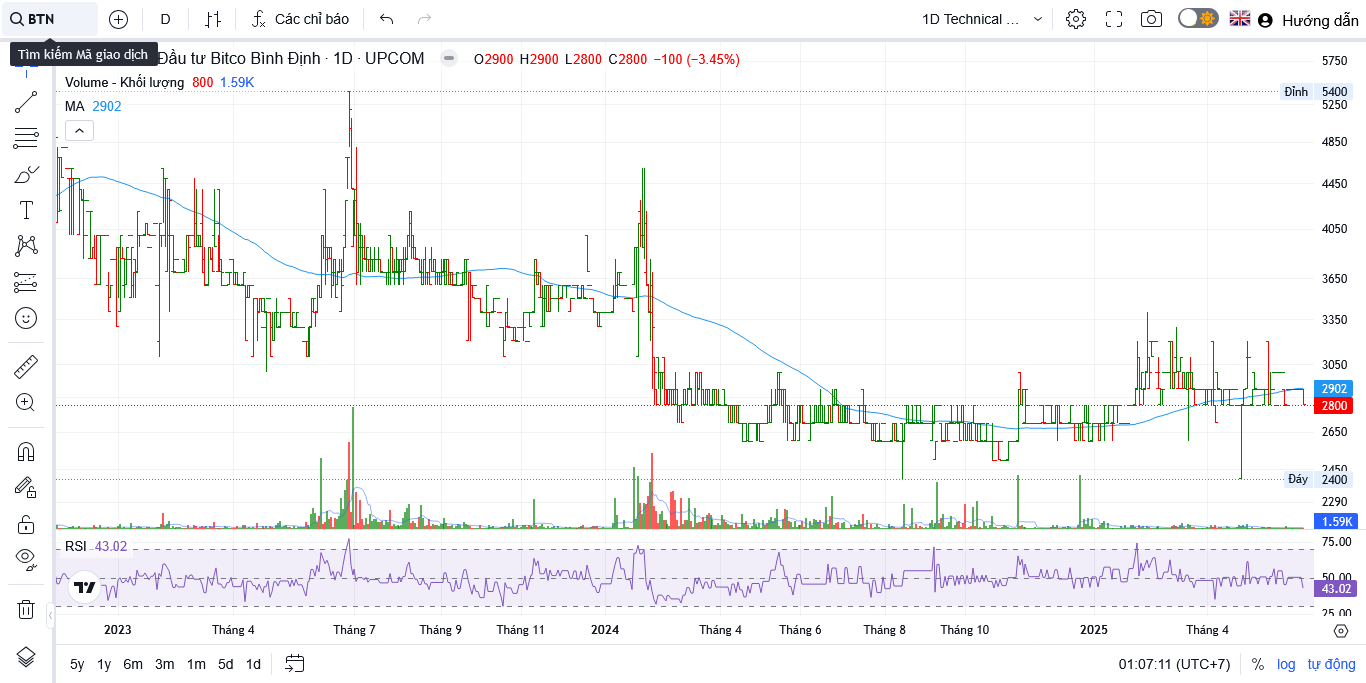 BTN
D
Các chỉ báo
1D Technical ...
Hướng dẫn
Tìm kiếm Mã giao dịch
Đầu tư Bitco Bình Định · 1D · UPCOM
O2900 H2900 L2800 C2800 −100 (−3.45%)
Volume - Khối lượng 800 1.59K
MA 2902
5750
Đỉnh 5400
5250
4850
4450
4050
3650
3350
3050
2902
2800
2650
2450
Đáy 2400
2290
1.59K
RSI 43.02
75.00
50.00
43.02
25.00
2023 Tháng 4 Tháng 7 Tháng 9 Tháng 11 2024 Tháng 4 Tháng 6 Tháng 8 Tháng 10 2025 Tháng 4
5y 1y 6m 3m 1m 5d 1d
01:07:11 (UTC+7) % log tự động